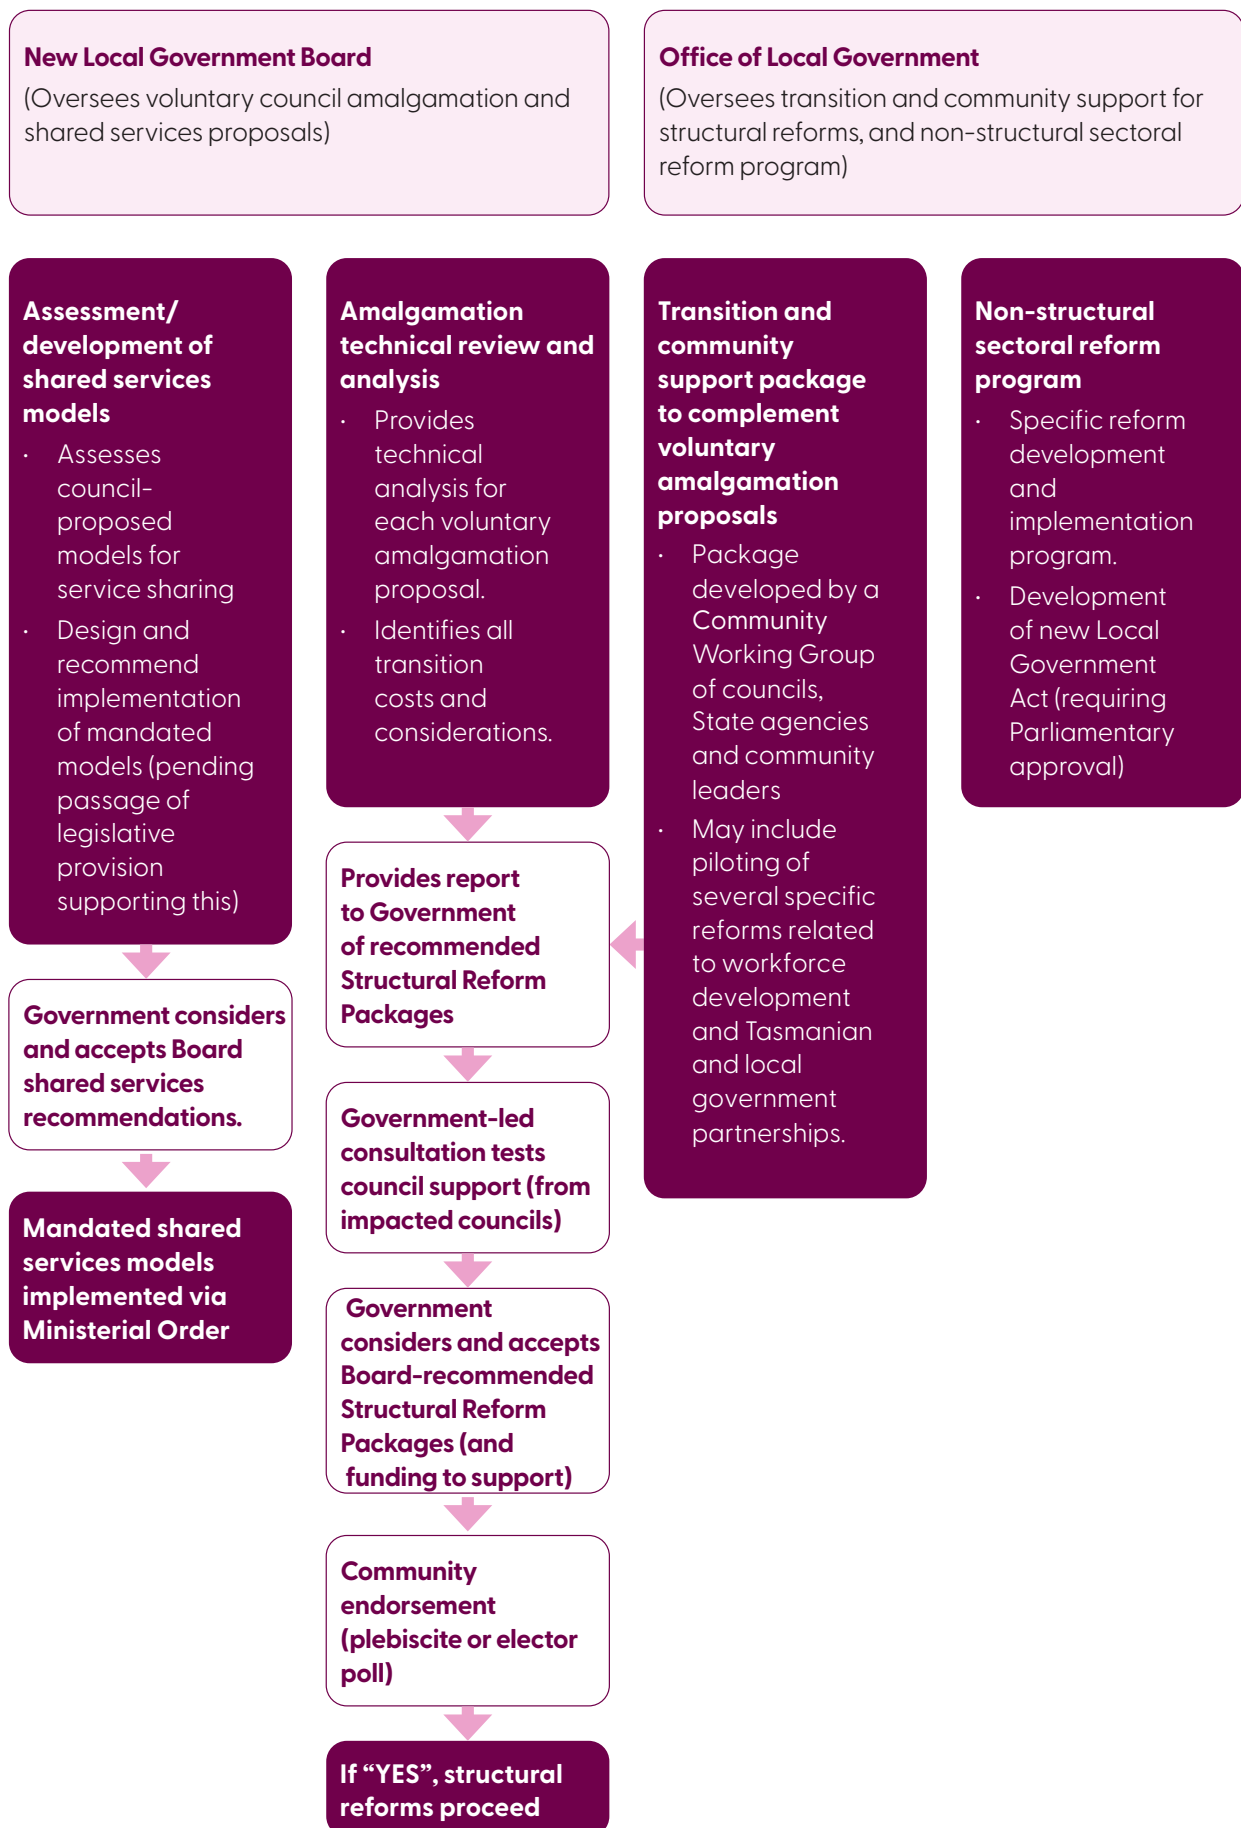 New Local Government Board
(Oversees voluntary council amalgamation and
shared services proposals)
Office of Local Government
(Oversees transition and community support for
structural reforms, and non-structural sectoral
reform program)
Assessment/
development of
shared services
models
· Assesses
council-
proposed
models for
service sharing
· Design and
recommend
implementation
of mandated
models (pending
passage of
legislative
provision
supporting this)
Government considers
and accepts Board
shared services
recommendations.
Mandated shared
services models
implemented via
Ministerial Order
Amalgamation
technical review and
analysis
· Provides
technical
analysis for
each voluntary
amalgamation
proposal.
· Identifies all
transition
costs and
considerations.
Provides report
to Government
of recommended
Structural Reform
Packages
Government-led
consultation tests
council support (from
impacted councils)
Government
considers and accepts
Board-recommended
Structural Reform
Packages (and
funding to support)
Community
endorsement
(plebiscite or elector
poll)
If “YES”, structural
reforms proceed
Transition and
community
support package
to complement
voluntary
amalgamation
proposals
· Package
developed by a
Community
Working Group
of councils,
State agencies
and community
leaders
· May include
piloting of
several specific
reforms related
to workforce
development
and Tasmanian
and local
government
partnerships.
Non-structural
sectoral reform
program
· Specific reform
development
and
implementation
program.
· Development
of new Local
Government
Act (requiring
Parliamentary
approval)